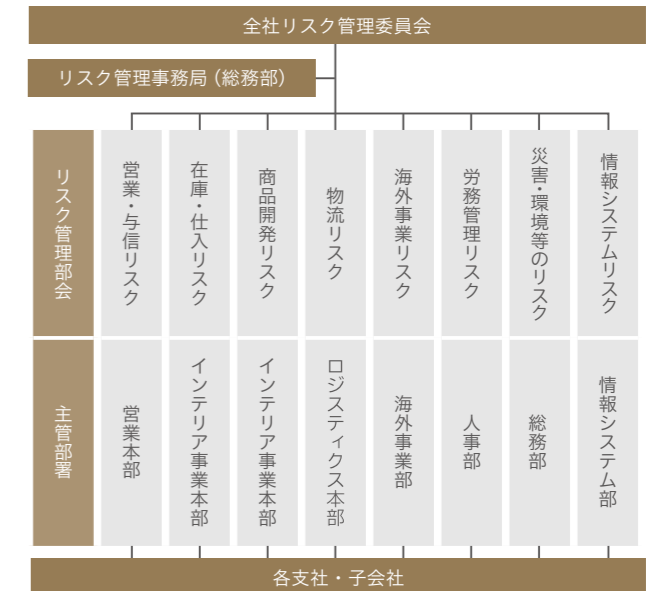 全社リスク管理委員会
リスク管理事務局（総務部）
リスク管理部会
営業・与信リスク
在庫・仕入リスク
商品開発リスク
物流リスク
海外事業リスク
労務管理リスク
災害・環境等のリスク
情報システムリスク
主管部署
営業本部
インテリア事業本部
インテリア事業本部
ロジスティクス本部
海外事業部
人事部
総務部
情報システム部
各支社・子会社